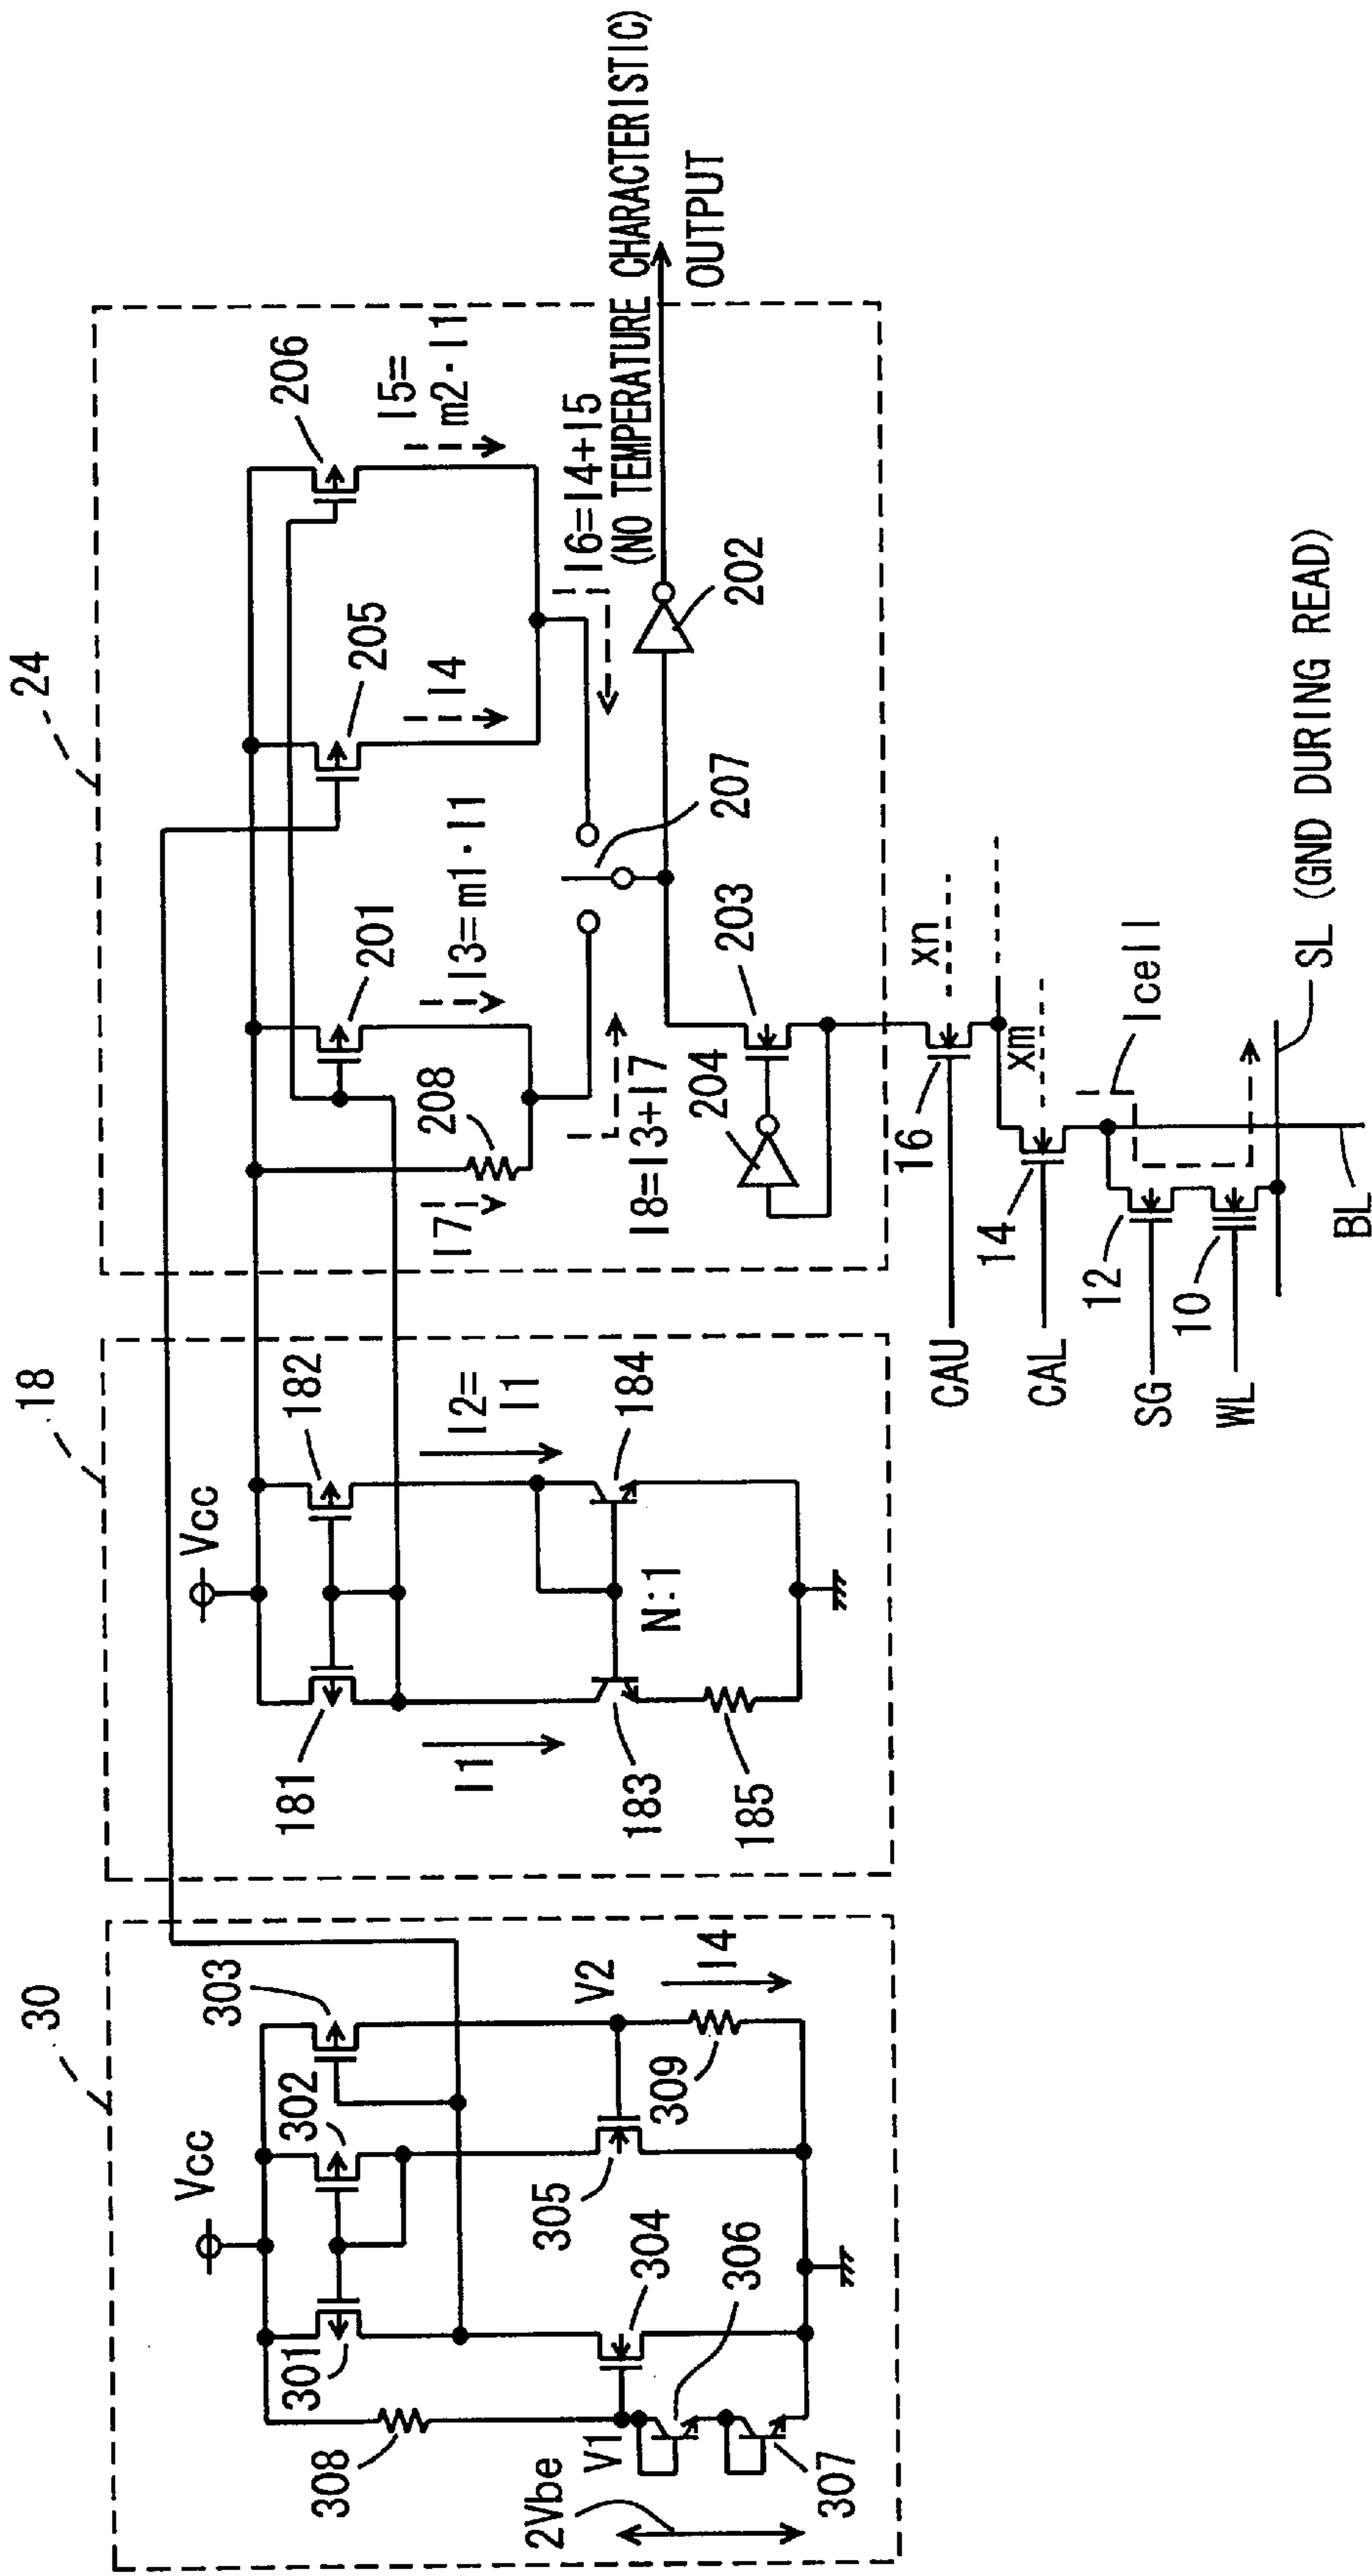 30
Vcc
303
302
301
308
V1
2Vbe
V2
I4
309
305
304
306
307
18
Vcc
182
181
I2=
I1
I1
184
N:1
183
185
24
206
I5=
m2·I1
205
I4
201
I3=m1·I1
208
I7
I6=I4+I5
(NO TEMPERATURE CHARACTERISTIC)
OUTPUT
202
207
I8=I3+I7
203
204
16
xn
CAU
14
xm
CAL
Icell
12
SG
10
WL
BL
SL (GND DURING READ)